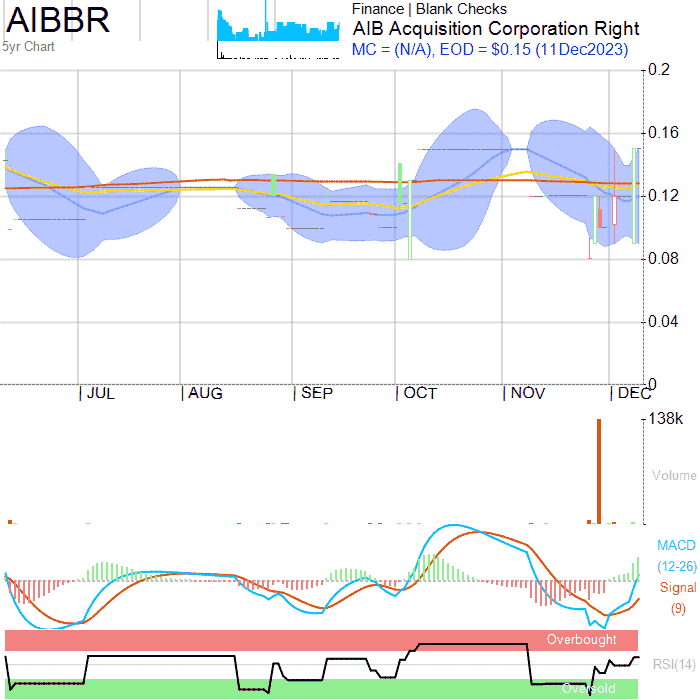 AIBBR
5yr Chart
Finance | Blank Checks
AIB Acquisition Corporation Right
MC = (N/A), EOD = $0.15 (11Dec2023)
0.2
0.16
0.12
0.08
0.04
0
| JUL | AUG | SEP | OCT | NOV | DEC
138k
Volume
MACD
(12-26)
Signal
(9)
Overbought
RSI(14)
Oversold